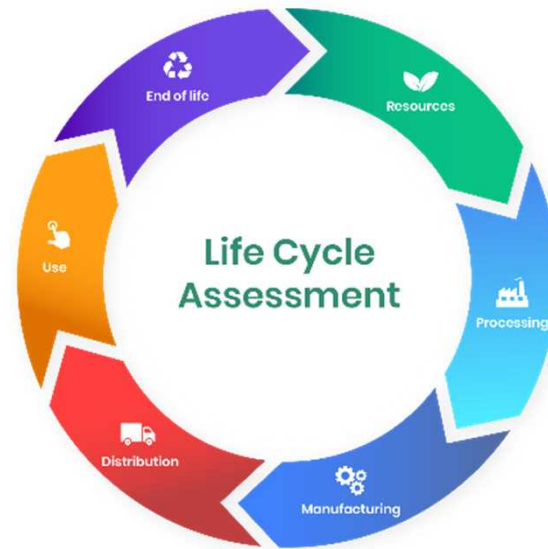 Life Cycle
Assessment
Resources
Processing
Manufacturing
Distribution
Use
End of life